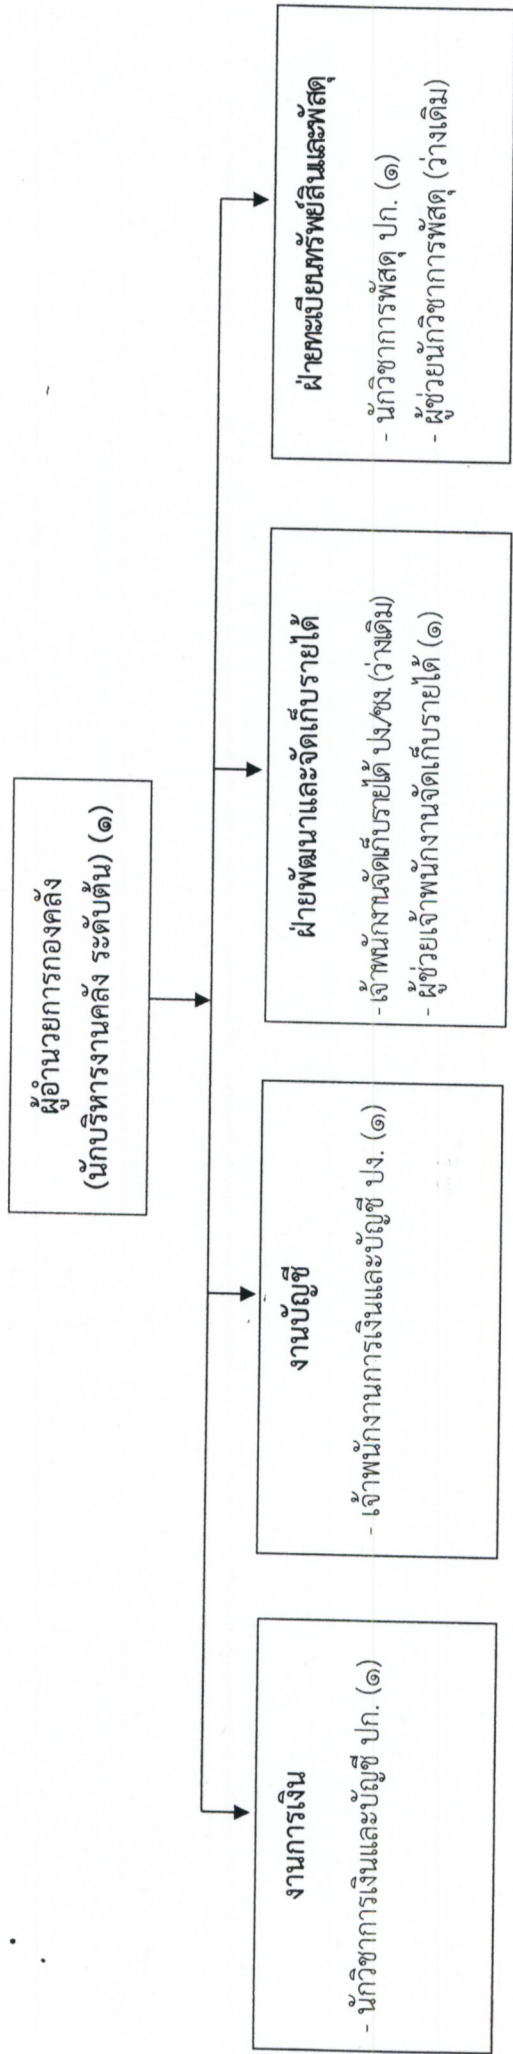 ผู้อำนวยการกองคลัง
(นักบริหารงานคลัง ระดับต้น) (๑)
งานการเงิน
- นักวิชาการเงินและบัญชี ปก. (๑)
งานบัญชี
- เจ้าพนักงานการเงินและบัญชี ปง. (๑)
ฝ่ายพัฒนาและจัดเก็บรายได้
- เจ้าพนักงานจัดเก็บรายได้ ปง/ชง. (ว่างเดิม)
- ผู้ช่วยเจ้าพนักงานจัดเก็บรายได้ (๑)
ฝ่ายทะเบียนทรัพย์สินและพัสดุ
- นักวิชาการพัสดุ ปก. (๑)
- ผู้ช่วยนักวิชาการพัสดุ (ว่างเดิม)